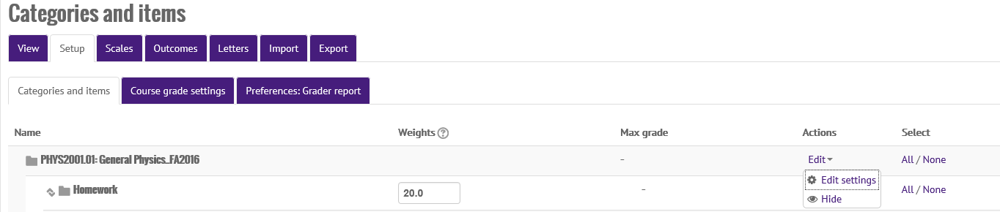 Categories and items
View Setup Scales Outcomes Letters Import Export
Categories and items Course grade settings Preferences: Grader report
Name Weights ? Max grade Actions Select
PHYS2001.01: General Physics_FA2016 - Edit All / None
Edit settings
Homework 20.0 - All / None
Hide